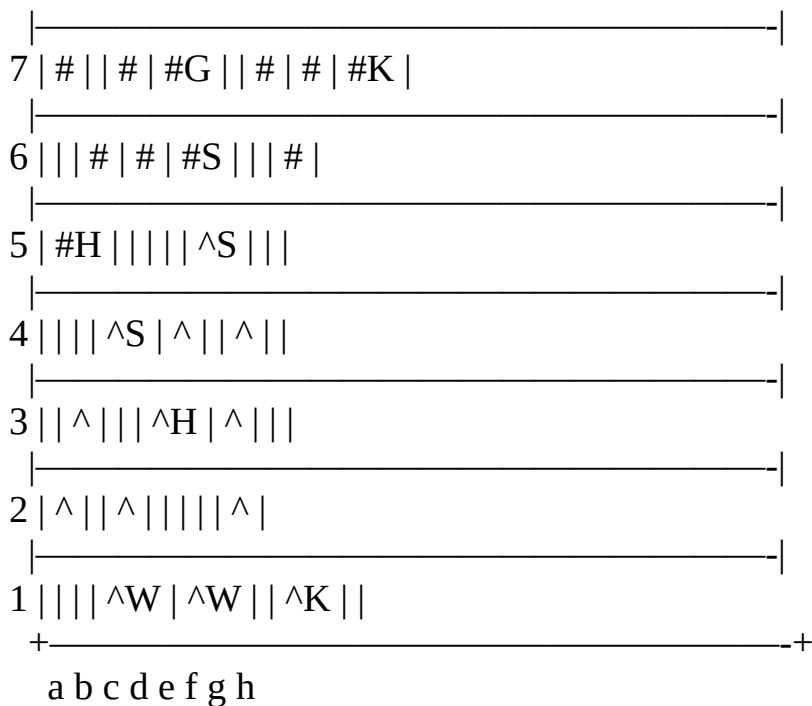 |—————————————————————-|
7 | # | | # | #G | | # | # | #K |
|—————————————————————-|
6 | | | # | # | #S | | | # |
|—————————————————————-|
5 | #H | | | | | ^S | | |
|—————————————————————-|
4 | | | | ^S | ^ | | ^ | |
|—————————————————————-|
3 | | ^ | | | ^H | ^ | | |
|—————————————————————-|
2 | ^ | | ^ | | | | | ^ |
|—————————————————————-|
1 | | | | ^W | ^W | | ^K | |
+—————————————————————-+
a b c d e f g h